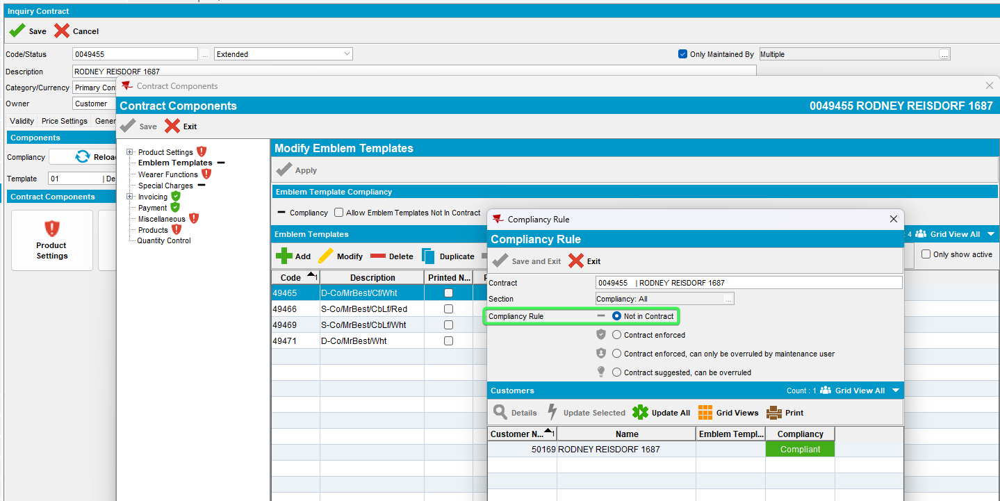 Inquiry Contract
Save Cancel
Code/Status 0049455 ... Extended Only Maintained By Multiple ...
Description RODNEY REISDORF 1687
Category/Currency Primary Con
Owner Customer
Validity Price Settings Gener
Components
Compliancy Reloa
Template 01 | De
Contract Components
Product
Settings
Contract Components
Contract Components 0049455 RODNEY REISDORF 1687
Save Exit
Product Settings
Emblem Templates
Wearer Functions
Special Charges
Invoicing
Payment
Miscellaneous
Products
Quantity Control
Modify Emblem Templates
Apply
Emblem Template Compliancy
Compliancy Allow Emblem Templates Not In Contract
Emblem Templates : 4 Grid View All
Add Modify Delete Duplicate Only show active
Code 1 Description Printed N...
49465 D-Co/MrBest/Cf/Wht
49466 S-Co/MrBest/CbLf/Red
49469 S-Co/MrBest/CbLf/Wht
49471 D-Co/MrBest/Wht
Compliancy Rule
Compliancy Rule
Save and Exit Exit
Contract 0049455 | RODNEY REISDORF 1687
Section Compliancy: All ...
Compliancy Rule Not in Contract
Contract enforced
Contract enforced, can only be overruled by maintenance user
Contract suggested, can be overruled
Customers Count : 1 Grid View All
Details Update Selected Update All Grid Views Print
Customer N... 1 Name Emblem Templ... Compliancy
50169 RODNEY REISDORF 1687 Compliant